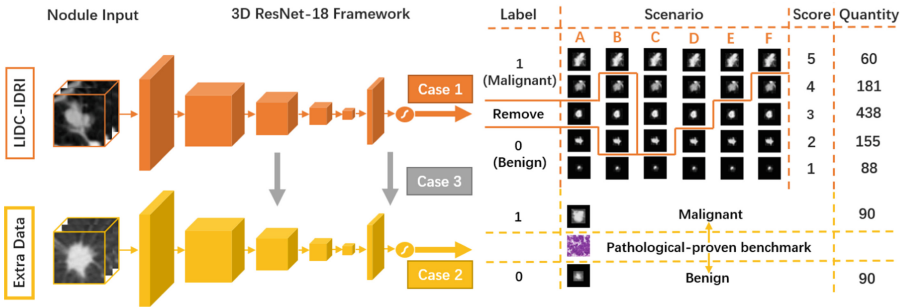 Nodule Input
3D ResNet-18 Framework
Label
Scenario
Score
Quantity
A B C D E F
LIDC-IDRI
Case 1
1
(Malignant)
Remove
0
(Benign)
5 60
4 181
3 438
2 155
1 88
Case 3
Extra Data
Case 2
1 Malignant 90
Pathological-proven benchmark
0 Benign 90